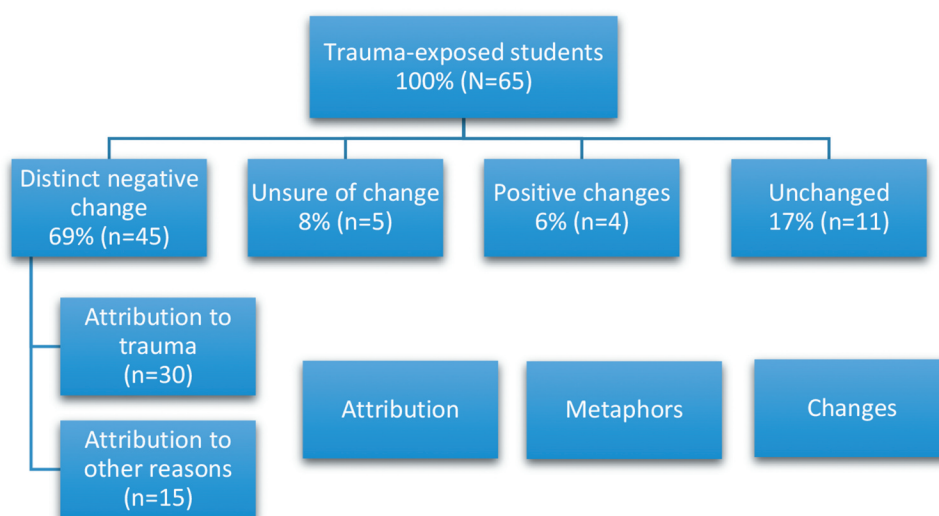 Trauma-exposed students
100% (N=65)
Distinct negative
change
69% (n=45)
Unsure of change
8% (n=5)
Positive changes
6% (n=4)
Unchanged
17% (n=11)
Attribution to
trauma
(n=30)
Attribution to
other reasons
(n=15)
Attribution
Metaphors
Changes